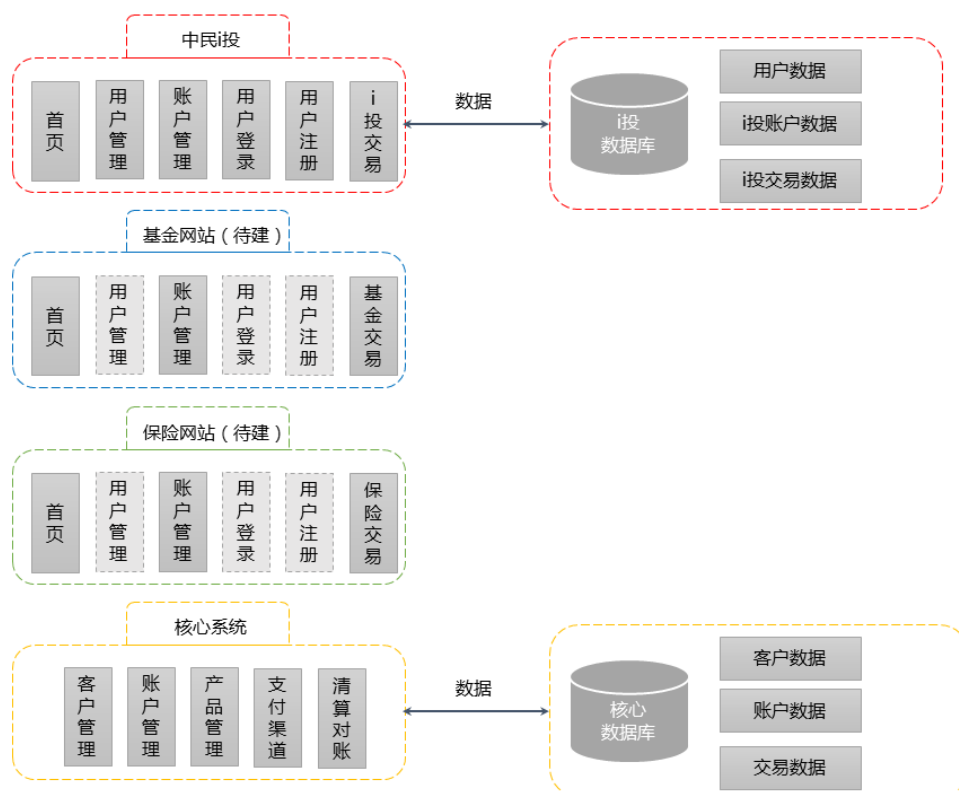 中民i投
首页
用户管理
账户管理
用户登录
用户注册
i投交易
数据
i投
数据库
用户数据
i投账户数据
i投交易数据
基金网站（待建）
首页
用户管理
账户管理
用户登录
用户注册
基金交易
保险网站（待建）
首页
用户管理
账户管理
用户登录
用户注册
保险交易
核心系统
客户管理
账户管理
产品管理
支付渠道
清算对账
数据
核心
数据库
客户数据
账户数据
交易数据